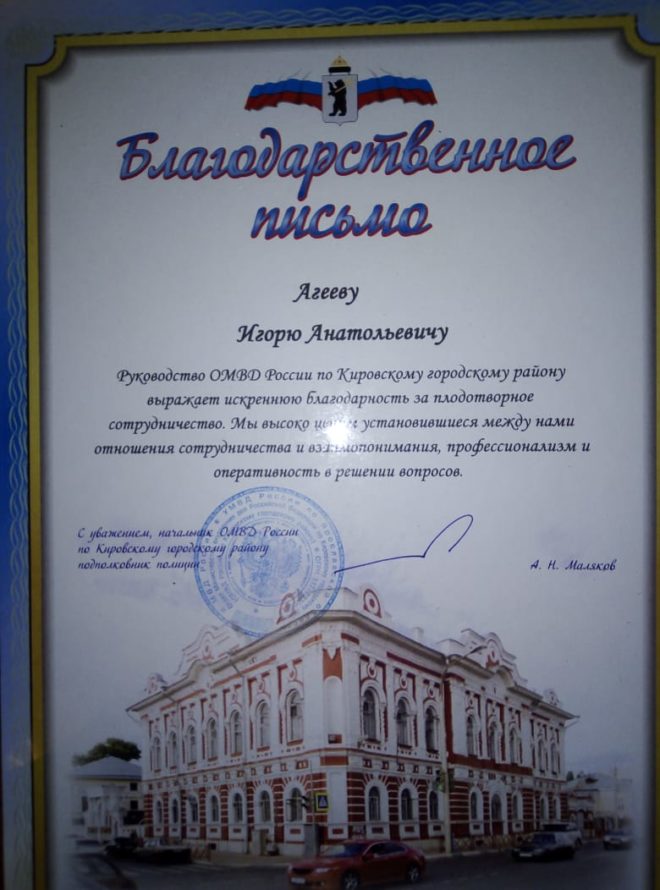 Благодарственное
письмо
Агееву
Игорю Анатольевичу
Руководство ОМВД России по Кировскому городскому району
выражает искреннюю благодарность за плодотворное
сотрудничество. Мы высоко ценим установившиеся между нами
отношения сотрудничества и взаимопонимания, профессионализм и
оперативность в решении вопросов.
С уважением, начальник ОМВД России
по Кировскому городскому району
подполковник полиции
А. Н. Маляков